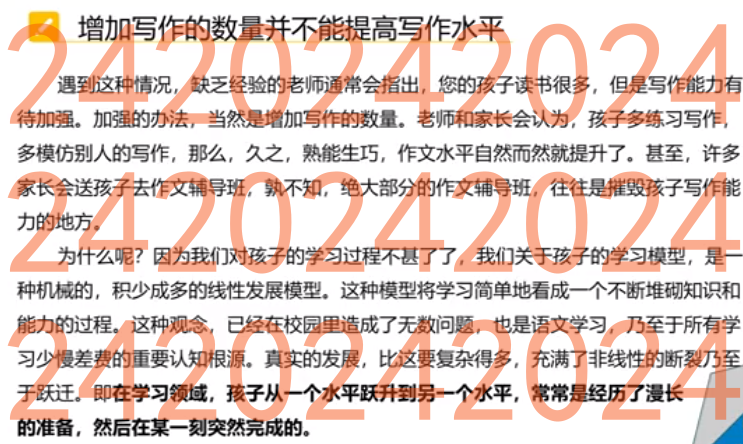 增加写作的数量并不能提高写作水平
遇到这种情况，缺乏经验的老师通常会指出，您的孩子读书很多，但是写作能力有
待加强。加强的办法，当然是增加写作的数量。老师和家长会认为，孩子多练习写作，
多模仿别人的写作，那么，久之，熟能生巧，作文水平自然而然就提升了。甚至，许多
家长会送孩子去作文辅导班，孰不知，绝大部分的作文辅导班，往往是摧毁孩子写作能
力的地方。
为什么呢？因为我们对孩子的学习过程不甚了了，我们关于孩子的学习模型，是一
种机械的，积少成多的线性发展模型。这种模型将学习简单地看成一个不断堆砌知识和
能力的过程。这种观念，已经在校园里造成了无数问题，也是语文学习，乃至于所有学
习少慢差费的重要认知根源。真实的发展，比这要复杂得多，充满了非线性的断裂乃至
于跃迁。即在学习领域，孩子从一个水平跃升到另一个水平，常常是经历了漫长
的准备，然后在某一刻突然完成的。
242024242024
242024242024
242024242024